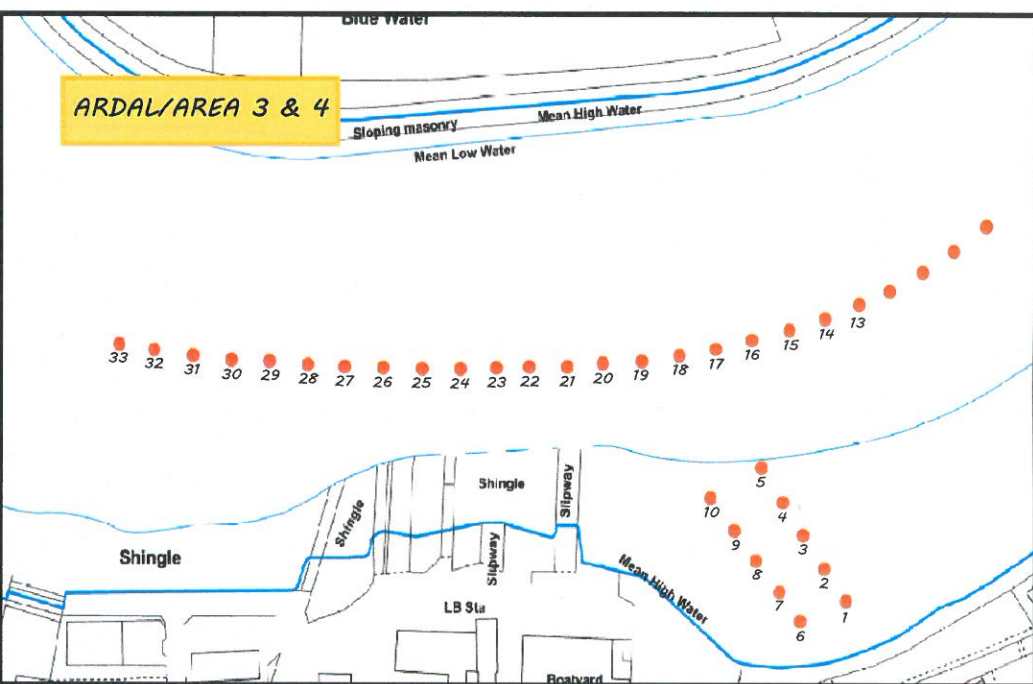 Blue Water
ARDAL/AREA 3 & 4
Mean High Water
Sloping masonry
Mean Low Water
33 32 31 30 29 28 27 26 25 24 23 22 21 20 19 18 17 16 15 14 13
Shingle
Slipway
5
10
4
Shingle
9
3
Shingle
Slipway
8
2
Mean High Water
7
1
LB Sta
6
Boatyard